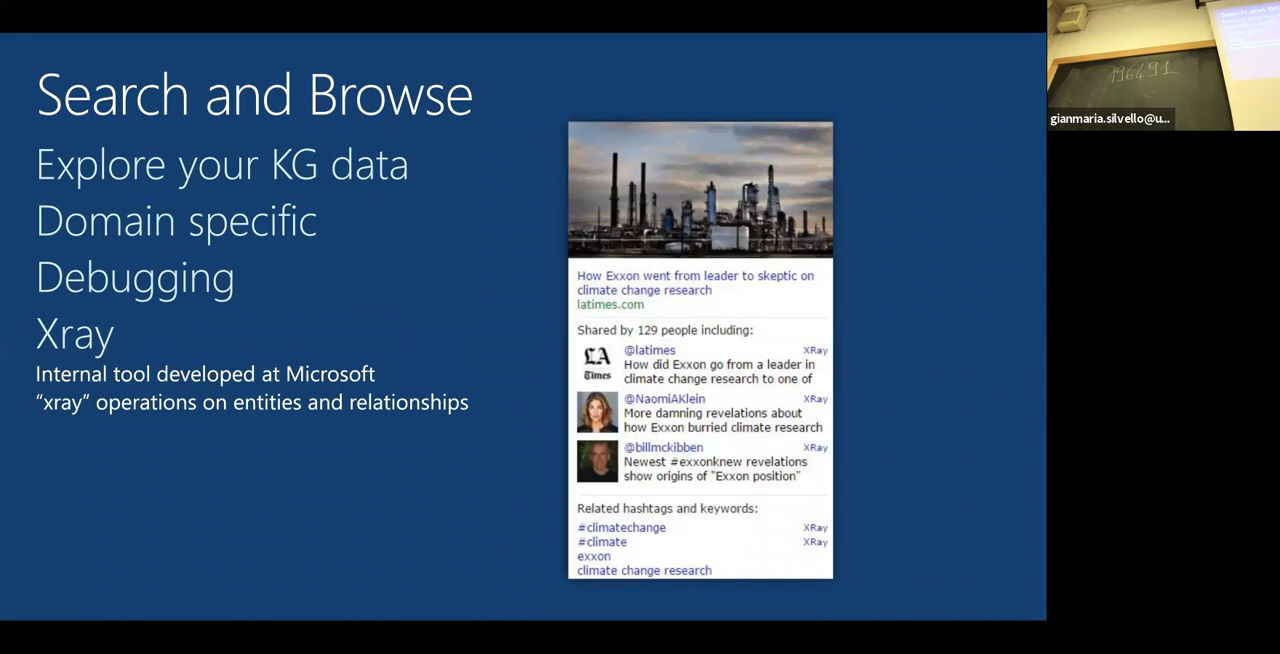 Search and Browse
Explore your KG data
Domain specific
Debugging
Xray
Internal tool developed at Microsoft
“xray” operations on entities and relationships
How Exxon went from leader to skeptic on
climate change research
latimes.com
Shared by 129 people including:
LA
Times
@latimes XRay
How did Exxon go from a leader in
climate change research to one of
@NaomiAKlein XRay
More damning revelations about
how Exxon burried climate research
@billmckibben XRay
Newest #exxonknew revelations
show origins of "Exxon position"
Related hashtags and keywords:
#climatechange XRay
#climate XRay
exxon
climate change research
196491
gianmaria.silvello@u...